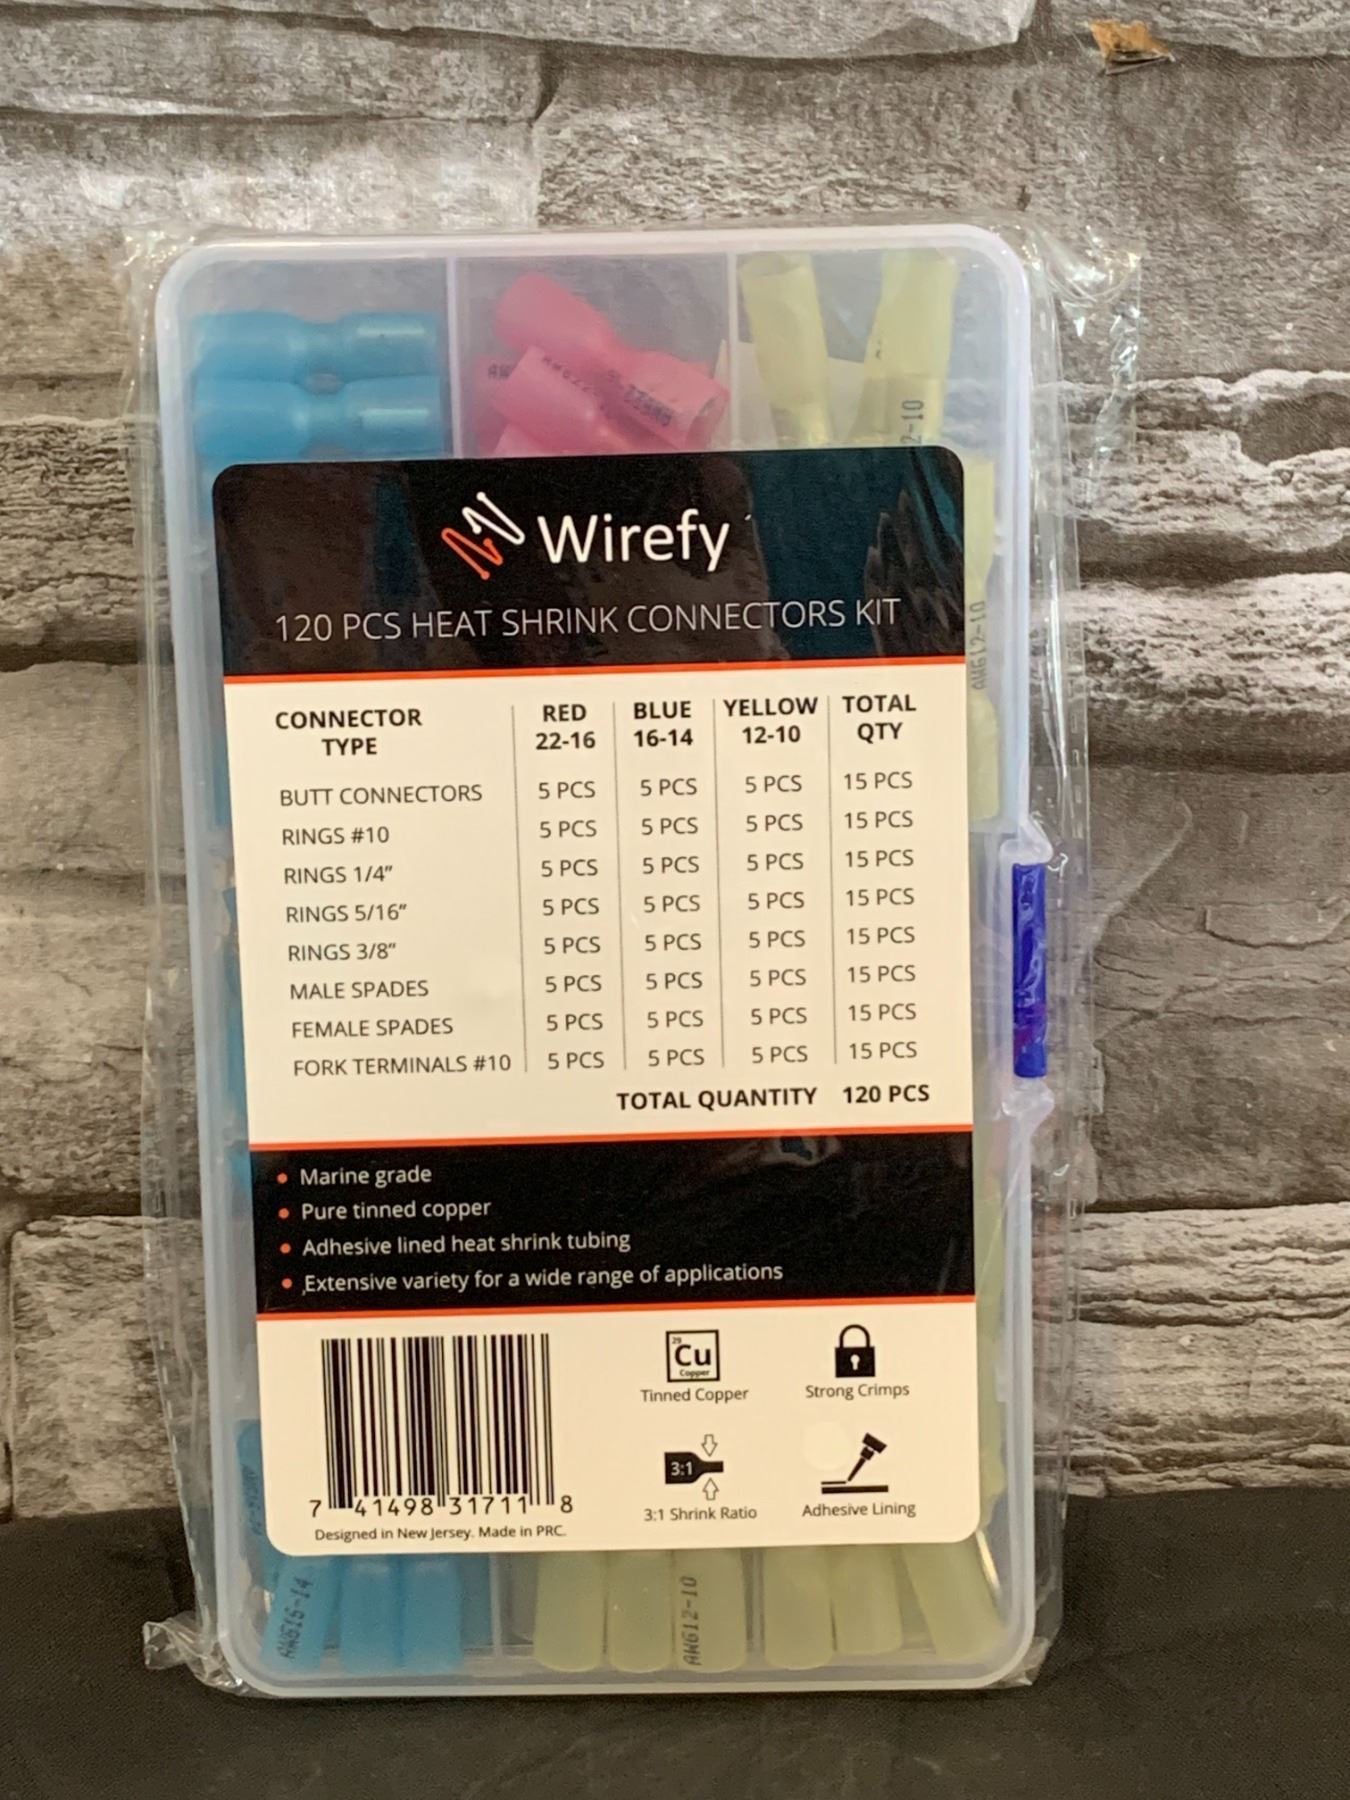 Wirefy
120 PCS HEAT SHRINK CONNECTORS KIT
CONNECTOR TYPE RED 22-16 BLUE 16-14 YELLOW 12-10 TOTAL QTY
BUTT CONNECTORS 5 PCS 5 PCS 5 PCS 15 PCS
RINGS #10 5 PCS 5 PCS 5 PCS 15 PCS
RINGS 1/4” 5 PCS 5 PCS 5 PCS 15 PCS
RINGS 5/16” 5 PCS 5 PCS 5 PCS 15 PCS
RINGS 3/8” 5 PCS 5 PCS 5 PCS 15 PCS
MALE SPADES 5 PCS 5 PCS 5 PCS 15 PCS
FEMALE SPADES 5 PCS 5 PCS 5 PCS 15 PCS
FORK TERMINALS #10 5 PCS 5 PCS 5 PCS 15 PCS
TOTAL QUANTITY 120 PCS
• Marine grade
• Pure tinned copper
• Adhesive lined heat shrink tubing
• Extensive variety for a wide range of applications
29
Cu
Copper
Tinned Copper
Strong Crimps
3:1
3:1 Shrink Ratio
Adhesive Lining
7 41498 31711 8
Designed in New Jersey. Made in PRC.
2-10
AWG12-10
AWG16-14
AWG12-10